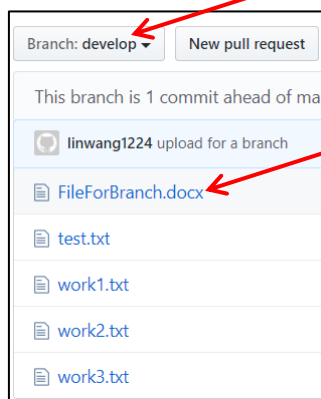 Branch: develop New pull request
This branch is 1 commit ahead of ma
linwang1224 upload for a branch
FileForBranch.docx
test.txt
work1.txt
work2.txt
work3.txt